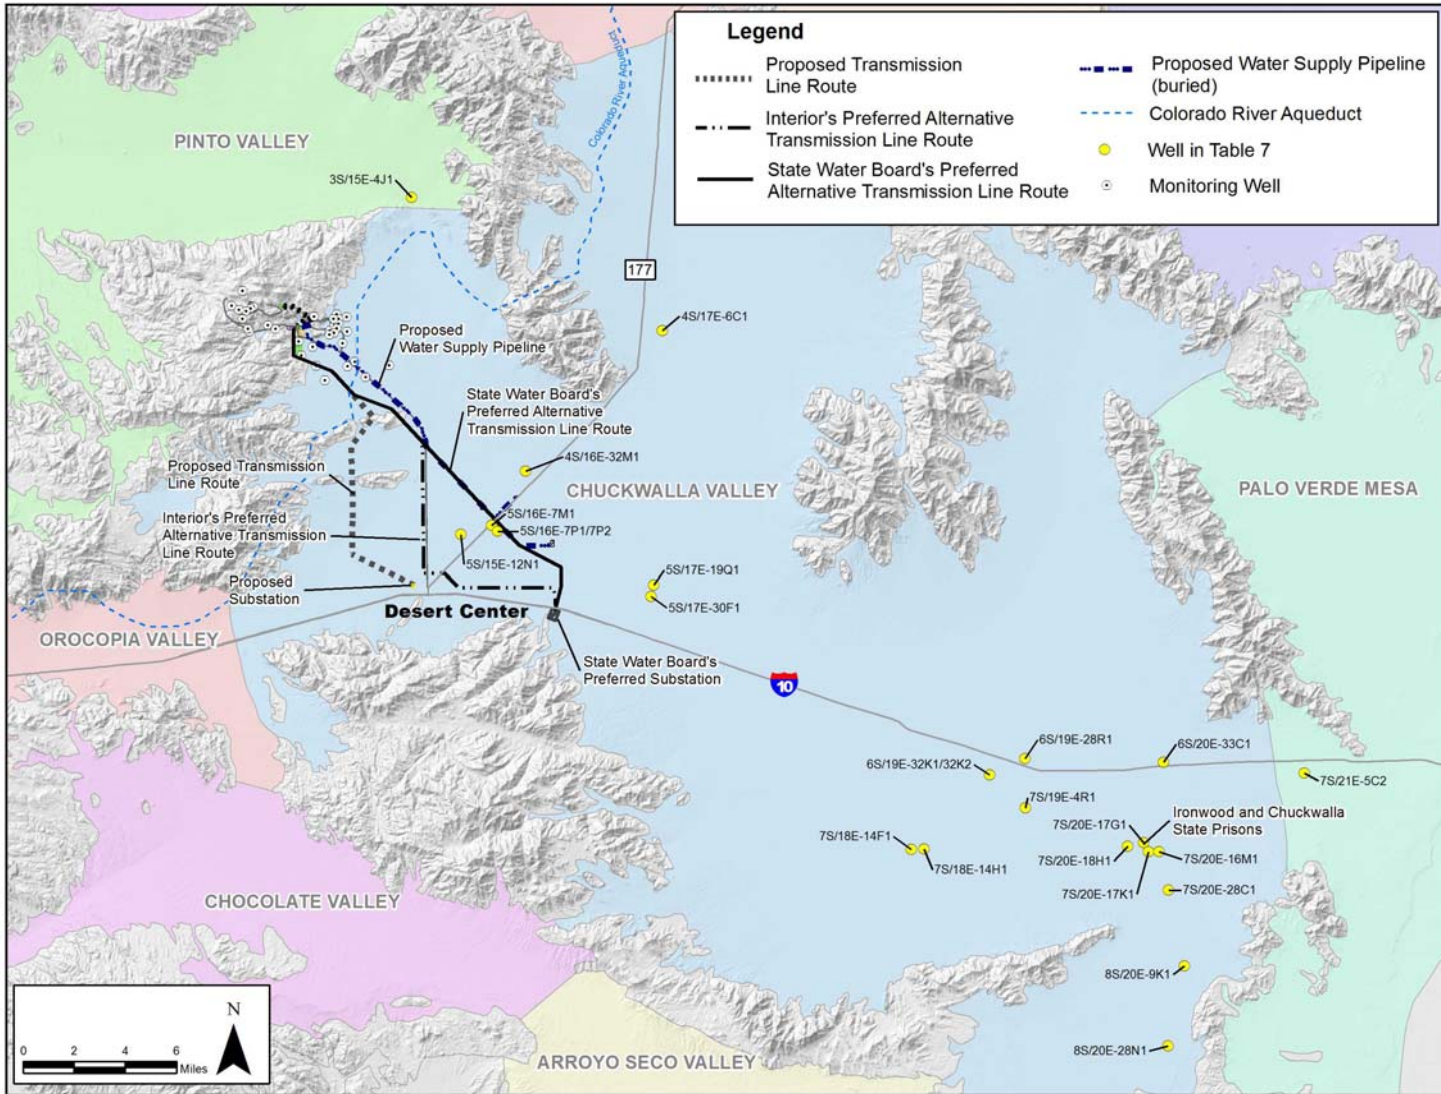 Legend
Proposed Transmission
Line Route
Interior's Preferred Alternative
Transmission Line Route
State Water Board's Preferred
Alternative Transmission Line Route
Proposed Water Supply Pipeline
(buried)
Colorado River Aqueduct
Well in Table 7
Monitoring Well
Colorado River Aqueduct
PINTO VALLEY
3S/15E-4J1
177
4S/17E-6C1
Proposed
Water Supply Pipeline
State Water Board's
Preferred Alternative
Transmission Line Route
4S/16E-32M1
Proposed Transmission
Line Route
CHUCKWALLA VALLEY
PALO VERDE MESA
Interior's Preferred
Alternative Transmission
Line Route
5S/16E-7M1
5S/16E-7P1/7P2
5S/15E-12N1
5S/17E-19Q1
5S/17E-30F1
Proposed
Substation
Desert Center
OROCOPIA VALLEY
State Water Board's
Preferred Substation
10
6S/19E-28R1
6S/20E-33C1
6S/19E-32K1/32K2
7S/21E-5C2
7S/19E-4R1
Ironwood and Chuckwalla
State Prisons
7S/20E-17G1
7S/18E-14F1
7S/18E-14H1
7S/20E-18H1
7S/20E-16M1
7S/20E-17K1
7S/20E-28C1
CHOCOLATE VALLEY
8S/20E-9K1
8S/20E-28N1
ARROYO SECO VALLEY
N
0 2 4 6
Miles